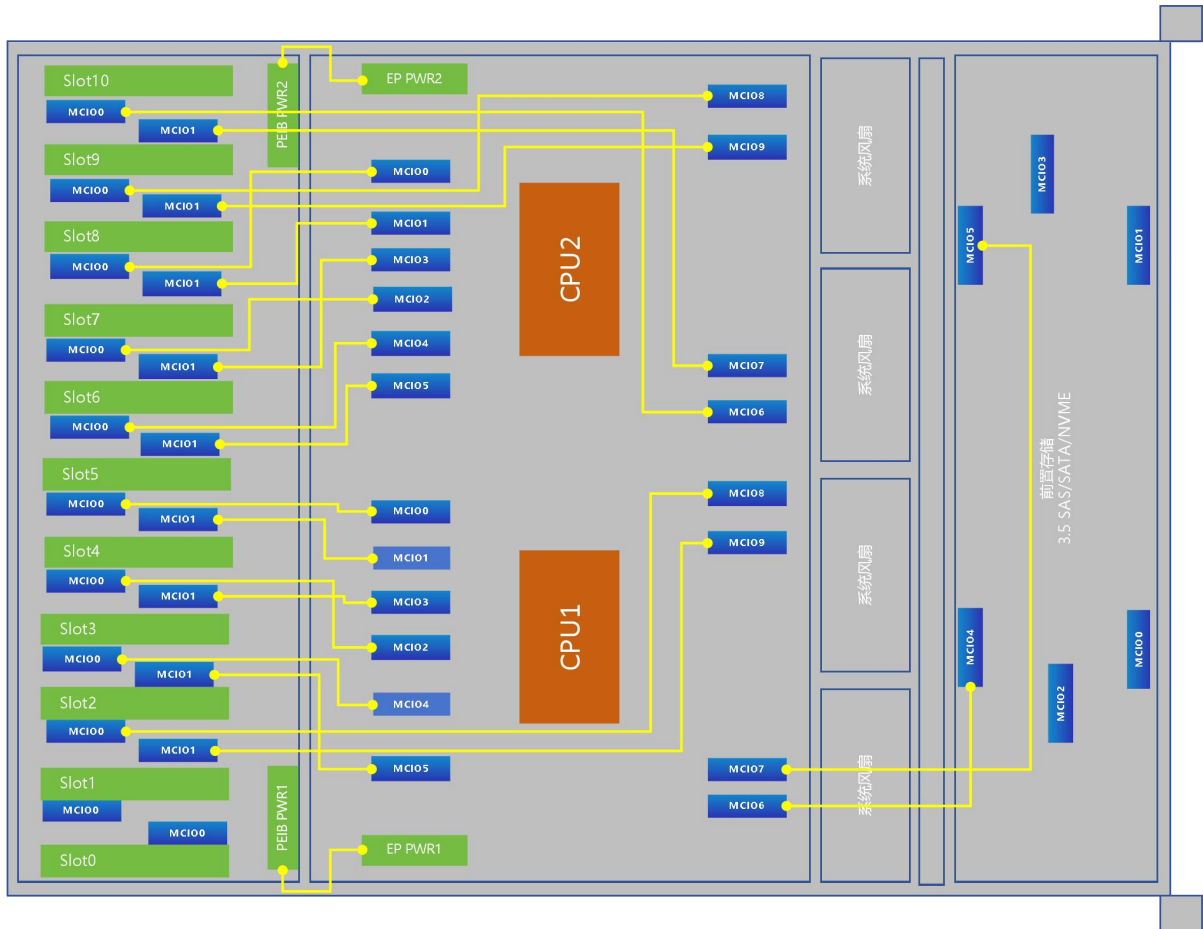 Slot10
MCIO0
MCIO1
Slot9
MCIO0
MCIO1
Slot8
MCIO0
MCIO1
Slot7
MCIO0
MCIO1
Slot6
MCIO0
MCIO1
Slot5
MCIO0
MCIO1
Slot4
MCIO0
MCIO1
Slot3
MCIO0
MCIO1
Slot2
MCIO0
MCIO1
Slot1
MCIO0
MCIO0
Slot0
PEIB PWR2
PEIB PWR1
EP PWR2
MCIO0
MCIO1
MCIO3
MCIO2
MCIO4
MCIO5
MCIO0
MCIO1
MCIO3
MCIO2
MCIO4
MCIO5
EP PWR1
CPU2
CPU1
MCIO8
MCIO9
MCIO7
MCIO6
MCIO8
MCIO9
MCIO7
MCIO6
系统风扇
系统风扇
系统风扇
系统风扇
MCIO5
MCIO3
MCIO1
前置存储
3.5 SAS/SATA/NVME
MCIO4
MCIO2
MCIO0